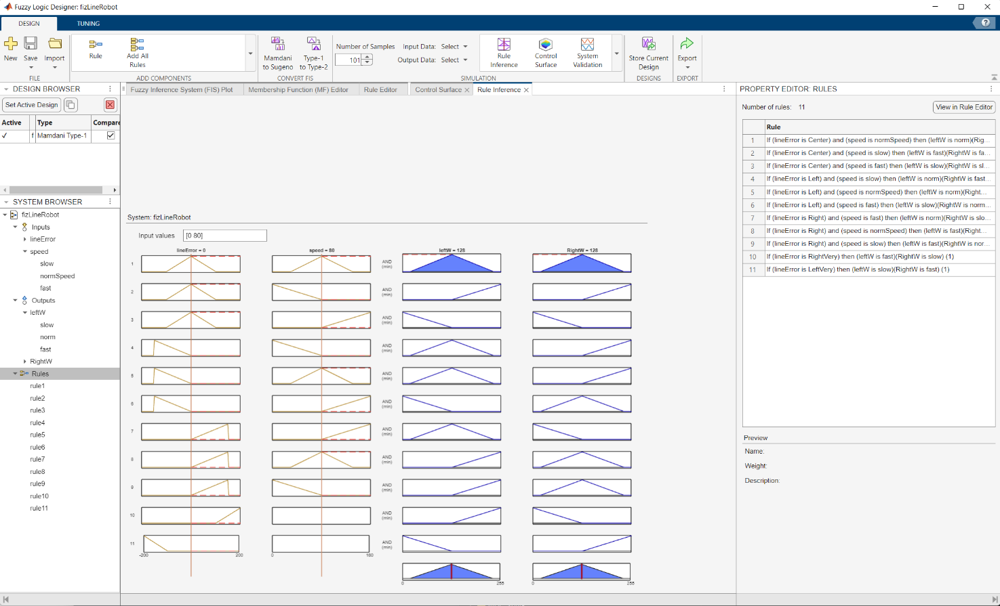 Fuzzy Logic Designer: fizLineRobot
DESIGN
TUNING
New
Save
Import
FILE
Rule
Add All
Rules
ADD COMPONENTS
Mamdani
to Sugeno
Type-1
to Type-2
CONVERT FIS
Number of Samples
101
Input Data: Select
Output Data: Select
Rule
Inference
Control
Surface
System
Validation
SIMULATION
Store Current
Design
DESIGNS
Export
EXPORT
DESIGN BROWSER
Set Active Design
Active
Type
Compare
f
Mamdani Type-1
SYSTEM BROWSER
fizLineRobot
Inputs
lineError
speed
slow
normSpeed
fast
Outputs
leftW
slow
norm
fast
RightW
Rules
rule1
rule2
rule3
rule4
rule5
rule6
rule7
rule8
rule9
rule10
rule11
Fuzzy Inference System (FIS) Plot
Membership Function (MF) Editor
Rule Editor
Control Surface
Rule Inference
System: fizLineRobot
Input values [0 80]
lineError = 0
speed = 80
leftW = 128
RightW = 128
1
AND
(min)
2
AND
(min)
3
AND
(min)
4
AND
(min)
5
AND
(min)
6
AND
(min)
7
AND
(min)
8
AND
(min)
9
AND
(min)
10
AND
(min)
11
AND
(min)
-200
200
0
160
0
255
0
255
PROPERTY EDITOR: RULES
Number of rules: 11
View in Rule Editor
Rule
1 If (lineError is Center) and (speed is normSpeed) then (leftW is norm)(Rig...
2 If (lineError is Center) and (speed is slow) then (leftW is fast)(RightW is fa...
3 If (lineError is Center) and (speed is fast) then (leftW is slow)(RightW is sl...
4 If (lineError is Left) and (speed is slow) then (leftW is norm)(RightW is fast...
5 If (lineError is Left) and (speed is normSpeed) then (leftW is norm)(Right...
6 If (lineError is Left) and (speed is fast) then (leftW is slow)(RightW is norm...
7 If (lineError is Right) and (speed is fast) then (leftW is norm)(RightW is slo...
8 If (lineError is Right) and (speed is normSpeed) then (leftW is fast)(Right...
9 If (lineError is Right) and (speed is slow) then (leftW is fast)(RightW is nor...
10 If (lineError is RightVery) then (leftW is fast)(RightW is slow) (1)
11 If (lineError is LeftVery) then (leftW is slow)(RightW is fast) (1)
Preview
Name:
Weight:
Description: